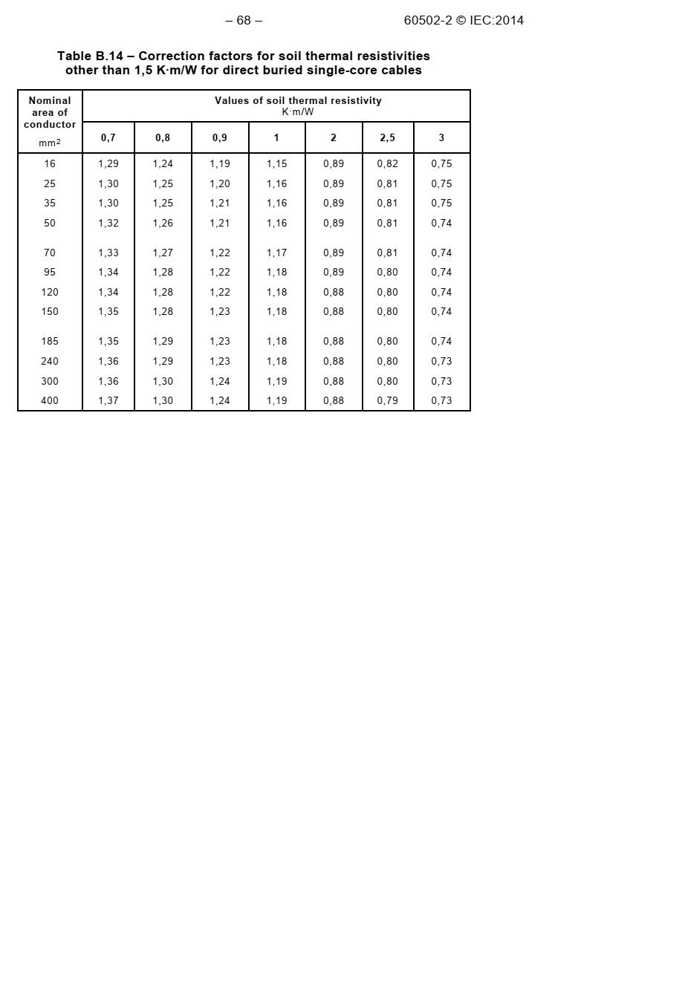 – 68 – 60502-2 © IEC:2014
Table B.14 – Correction factors for soil thermal resistivities
other than 1,5 K·m/W for direct buried single-core cables
Nominal area of conductor mm2
Values of soil thermal resistivity
K·m/W
0,7 0,8 0,9 1 2 2,5 3
16 1,29 1,24 1,19 1,15 0,89 0,82 0,75
25 1,30 1,25 1,20 1,16 0,89 0,81 0,75
35 1,30 1,25 1,21 1,16 0,89 0,81 0,75
50 1,32 1,26 1,21 1,16 0,89 0,81 0,74
70 1,33 1,27 1,22 1,17 0,89 0,81 0,74
95 1,34 1,28 1,22 1,18 0,89 0,80 0,74
120 1,34 1,28 1,22 1,18 0,88 0,80 0,74
150 1,35 1,28 1,23 1,18 0,88 0,80 0,74
185 1,35 1,29 1,23 1,18 0,88 0,80 0,74
240 1,36 1,29 1,23 1,18 0,88 0,80 0,73
300 1,36 1,30 1,24 1,19 0,88 0,80 0,73
400 1,37 1,30 1,24 1,19 0,88 0,79 0,73